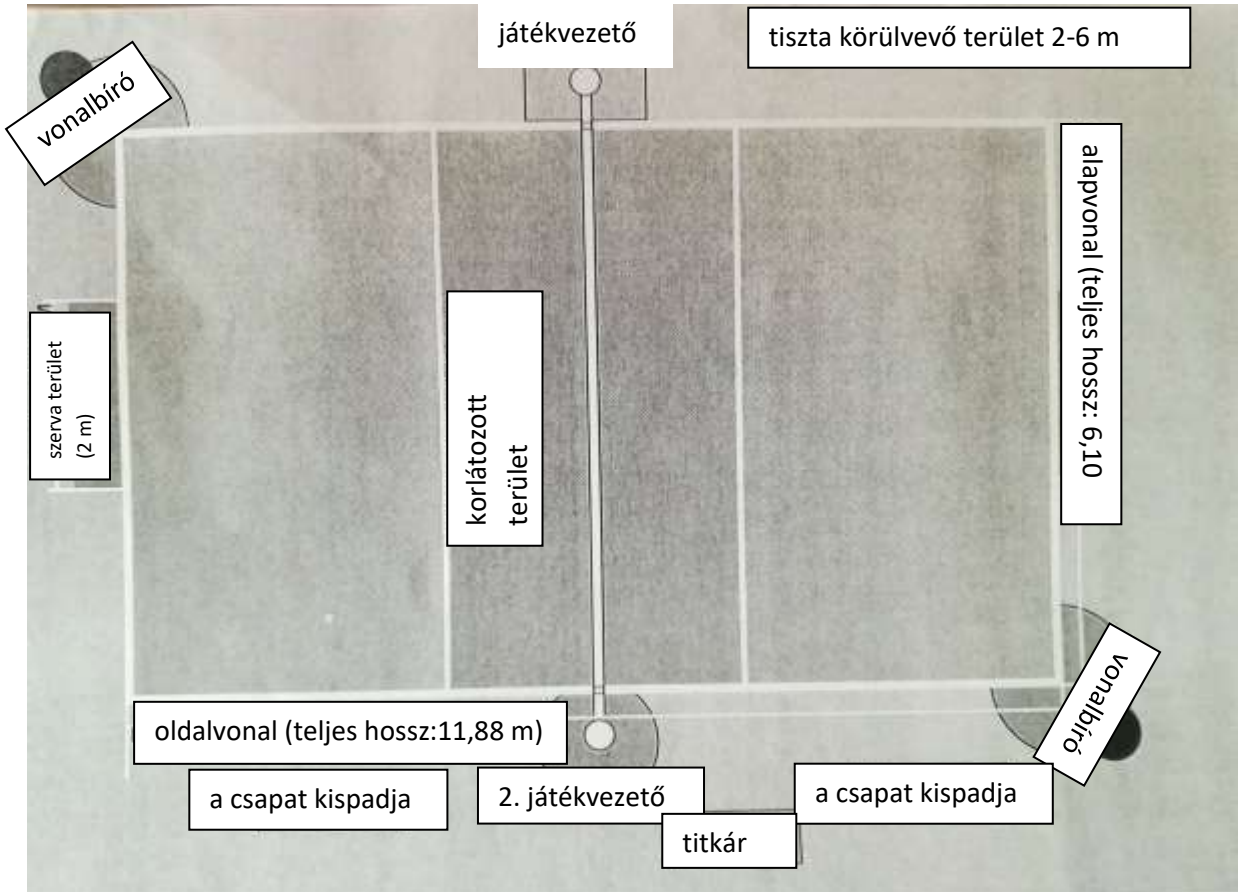 játékvezető
tiszta körülvevő terület 2-6 m
vonalbíró
alapvonal (teljes hossz: 6,10
szerva terület
(2 m)
korlátozott
terület
vonalbíró
oldalvonal (teljes hossz:11,88 m)
a csapat kispadja
2. játékvezető
a csapat kispadja
titkár